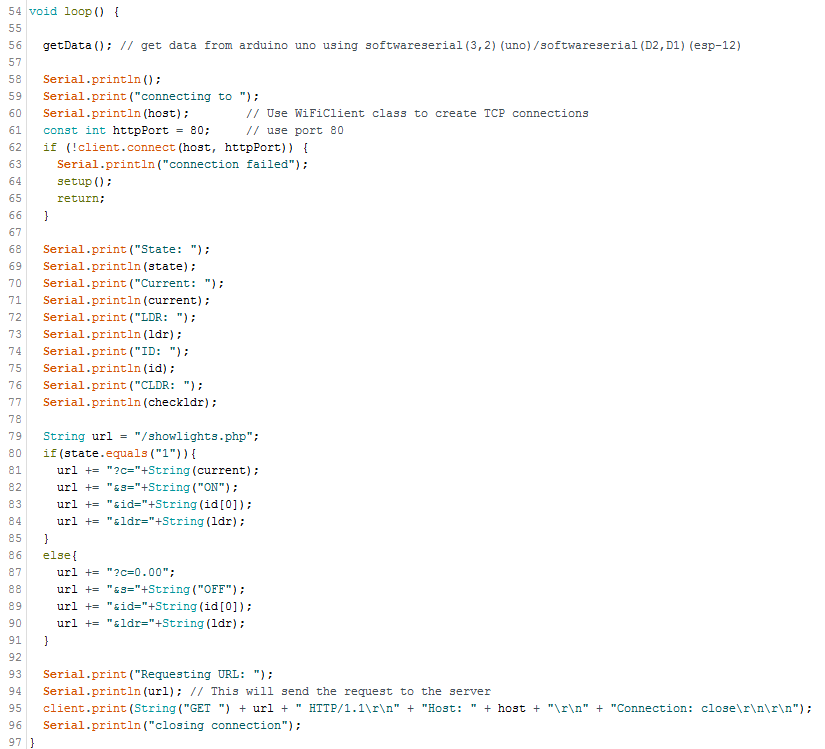 54 void loop() {
55
56 getData(); // get data from arduino uno using softwareserial(3,2)(uno)/softwareserial(D2,D1)(esp-12)
57
58 Serial.println();
59 Serial.print("connecting to ");
60 Serial.println(host);        // Use WiFiClient class to create TCP connections
61 const int httpPort = 80;     // use port 80
62 if (!client.connect(host, httpPort)) {
63 Serial.println("connection failed");
64 setup();
65 return;
66 }
67
68 Serial.print("State: ");
69 Serial.println(state);
70 Serial.print("Current: ");
71 Serial.println(current);
72 Serial.print("LDR: ");
73 Serial.println(ldr);
74 Serial.print("ID: ");
75 Serial.println(id);
76 Serial.print("CLDR: ");
77 Serial.println(checkldr);
78
79 String url = "/showlights.php";
80 if(state.equals("1")){
81 url += "?c="+String(current);
82 url += "&s="+String("ON");
83 url += "&id="+String(id[0]);
84 url += "&ldr="+String(ldr);
85 }
86 else{
87 url += "?c=0.00";
88 url += "&s="+String("OFF");
89 url += "&id="+String(id[0]);
90 url += "&ldr="+String(ldr);
91 }
92
93 Serial.print("Requesting URL: ");
94 Serial.println(url); // This will send the request to the server
95 client.print(String("GET ") + url + " HTTP/1.1\r\n" + "Host: " + host + "\r\n" + "Connection: close\r\n\r\n");
96 Serial.println("closing connection");
97 }